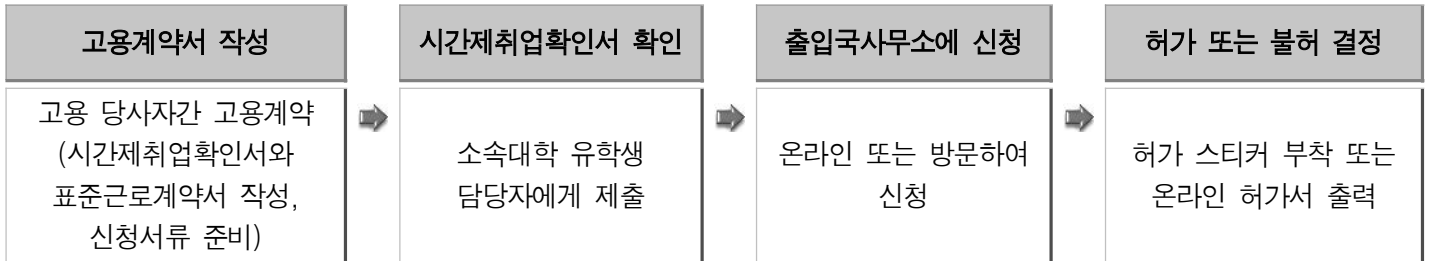 고용계약서 작성
고용 당사자간 고용계약
(시간제취업확인서와
표준근로계약서 작성,
신청서류 준비)
시간제취업확인서 확인
소속대학 유학생
담당자에게 제출
출입국사무소에 신청
온라인 또는 방문하여
신청
허가 또는 불허 결정
허가 스티커 부착 또는
온라인 허가서 출력